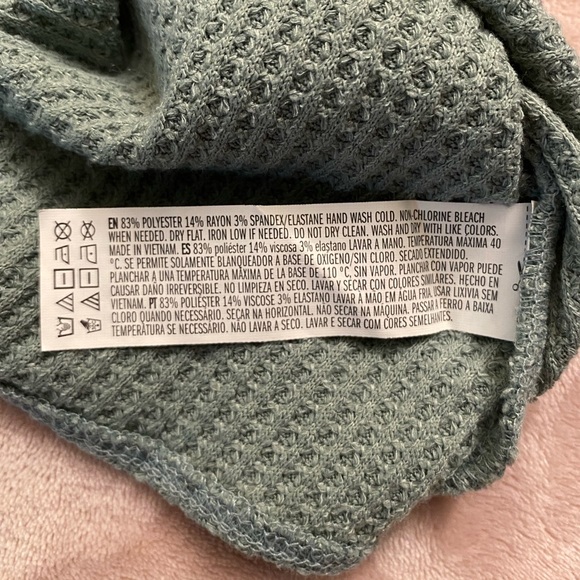 EN 83% POLYESTER 14% RAYON 3% SPANDEX/ELASTANE HAND WASH COLD. NON-CHLORINE BLEACH
WHEN NEEDED. DRY FLAT. IRON LOW IF NEEDED. DO NOT DRY CLEAN. WASH AND DRY WITH LIKE COLORS.
MADE IN VIETNAM. ES 83% poliéster 14% viscosa 3% elastano LAVAR A MANO. TEMPERATURA MAXIMA 40
ºC. SE PERMITE SOLAMENTE BLANQUEADOR A BASE DE OXÍGENO/SIN CLORO. SECADO EXTENDIDO.
PLANCHAR A UNA TEMPERATURA MÁXIMA DE LA BASE DE 110 °C, SIN VAPOR. PLANCHAR CON VAPOR PUEDE
CAUSAR DAÑO IRREVERSIBLE. NO LIMPIEZA EN SECO. LAVAR Y SECAR CON COLORES SIMILARES. HECHO EN
VIETNAM. PT 83% POLIÉSTER 14% VISCOSE 3% ELASTANO LAVAR À MÃO EM AGUA FRIA. USAR LIXIVIA SEM
CLORO QUANDO NECESSÁRIO. SECAR NA HORIZONTAL. NÃO SECAR NA MÁQUINA. PASSAR I FERRO A BAIXA
TEMPERATURA SE NECESSÁRIO. NÃO LAVAR A SECO. LAVAR E SECAR COM CORES SEMELHANTES.